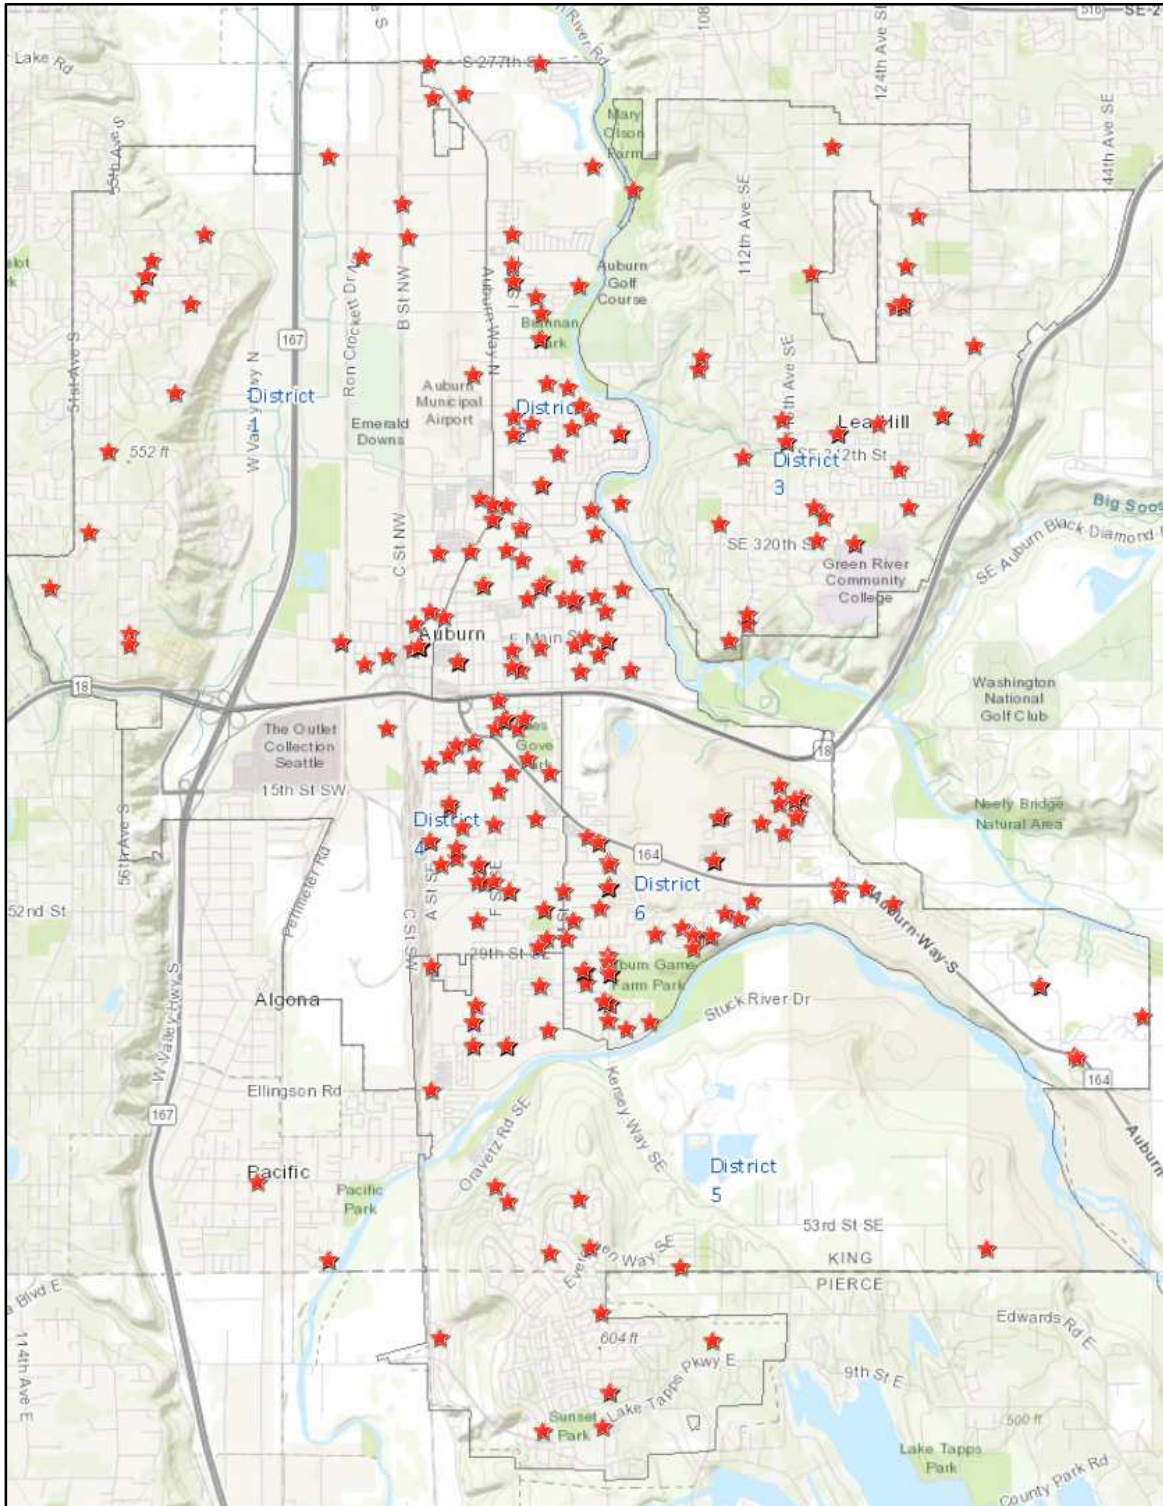 516
SE-2
Lake Rd
S 277th St
River Rd
108
124th Ave SE
144th Ave SE
55th Ave S
Mary
Olson
Farm
112th Ave SE
Auburn
Golf
Course
B St NW
Auburn Way N
Ron Crockett Dr
167
51st Ave S
W Valley Hwy N
District
1
Auburn
Municipal
Airport
Emerald
Downs
District
2
Lea Hill
District
3
552 ft
C St NW
SE 320th St
Green River
Community
College
Big Soos
SE Auburn Black Diamond
Auburn
E Main St
18
Washington
National
Golf Club
The Outlet
Collection
Seattle
15th St SW
18
Neely Bridge
Natural Area
56th Ave S
Perimeter Rd
District
4
A St SE
F St SE
C St SW
164
District
6
52nd St
29th St SE
Game
Farm Park
Auburn-Way-S
Algona
Stuck River Dr
W Valley Hwy S
Ellingson Rd
164
167
Kersey Way SE
Oravetz Rd SE
Auburn
Pacific
Pacific
Park
District
5
53rd St SE
KING
PIERCE
Way SE
a Blvd E
114th Ave E
604 ft
Edwards Rd E
Lake Tapps Pkwy E
9th St E
Sunset
Park
500 ft
Lake Tapps
Park
County Park Rd